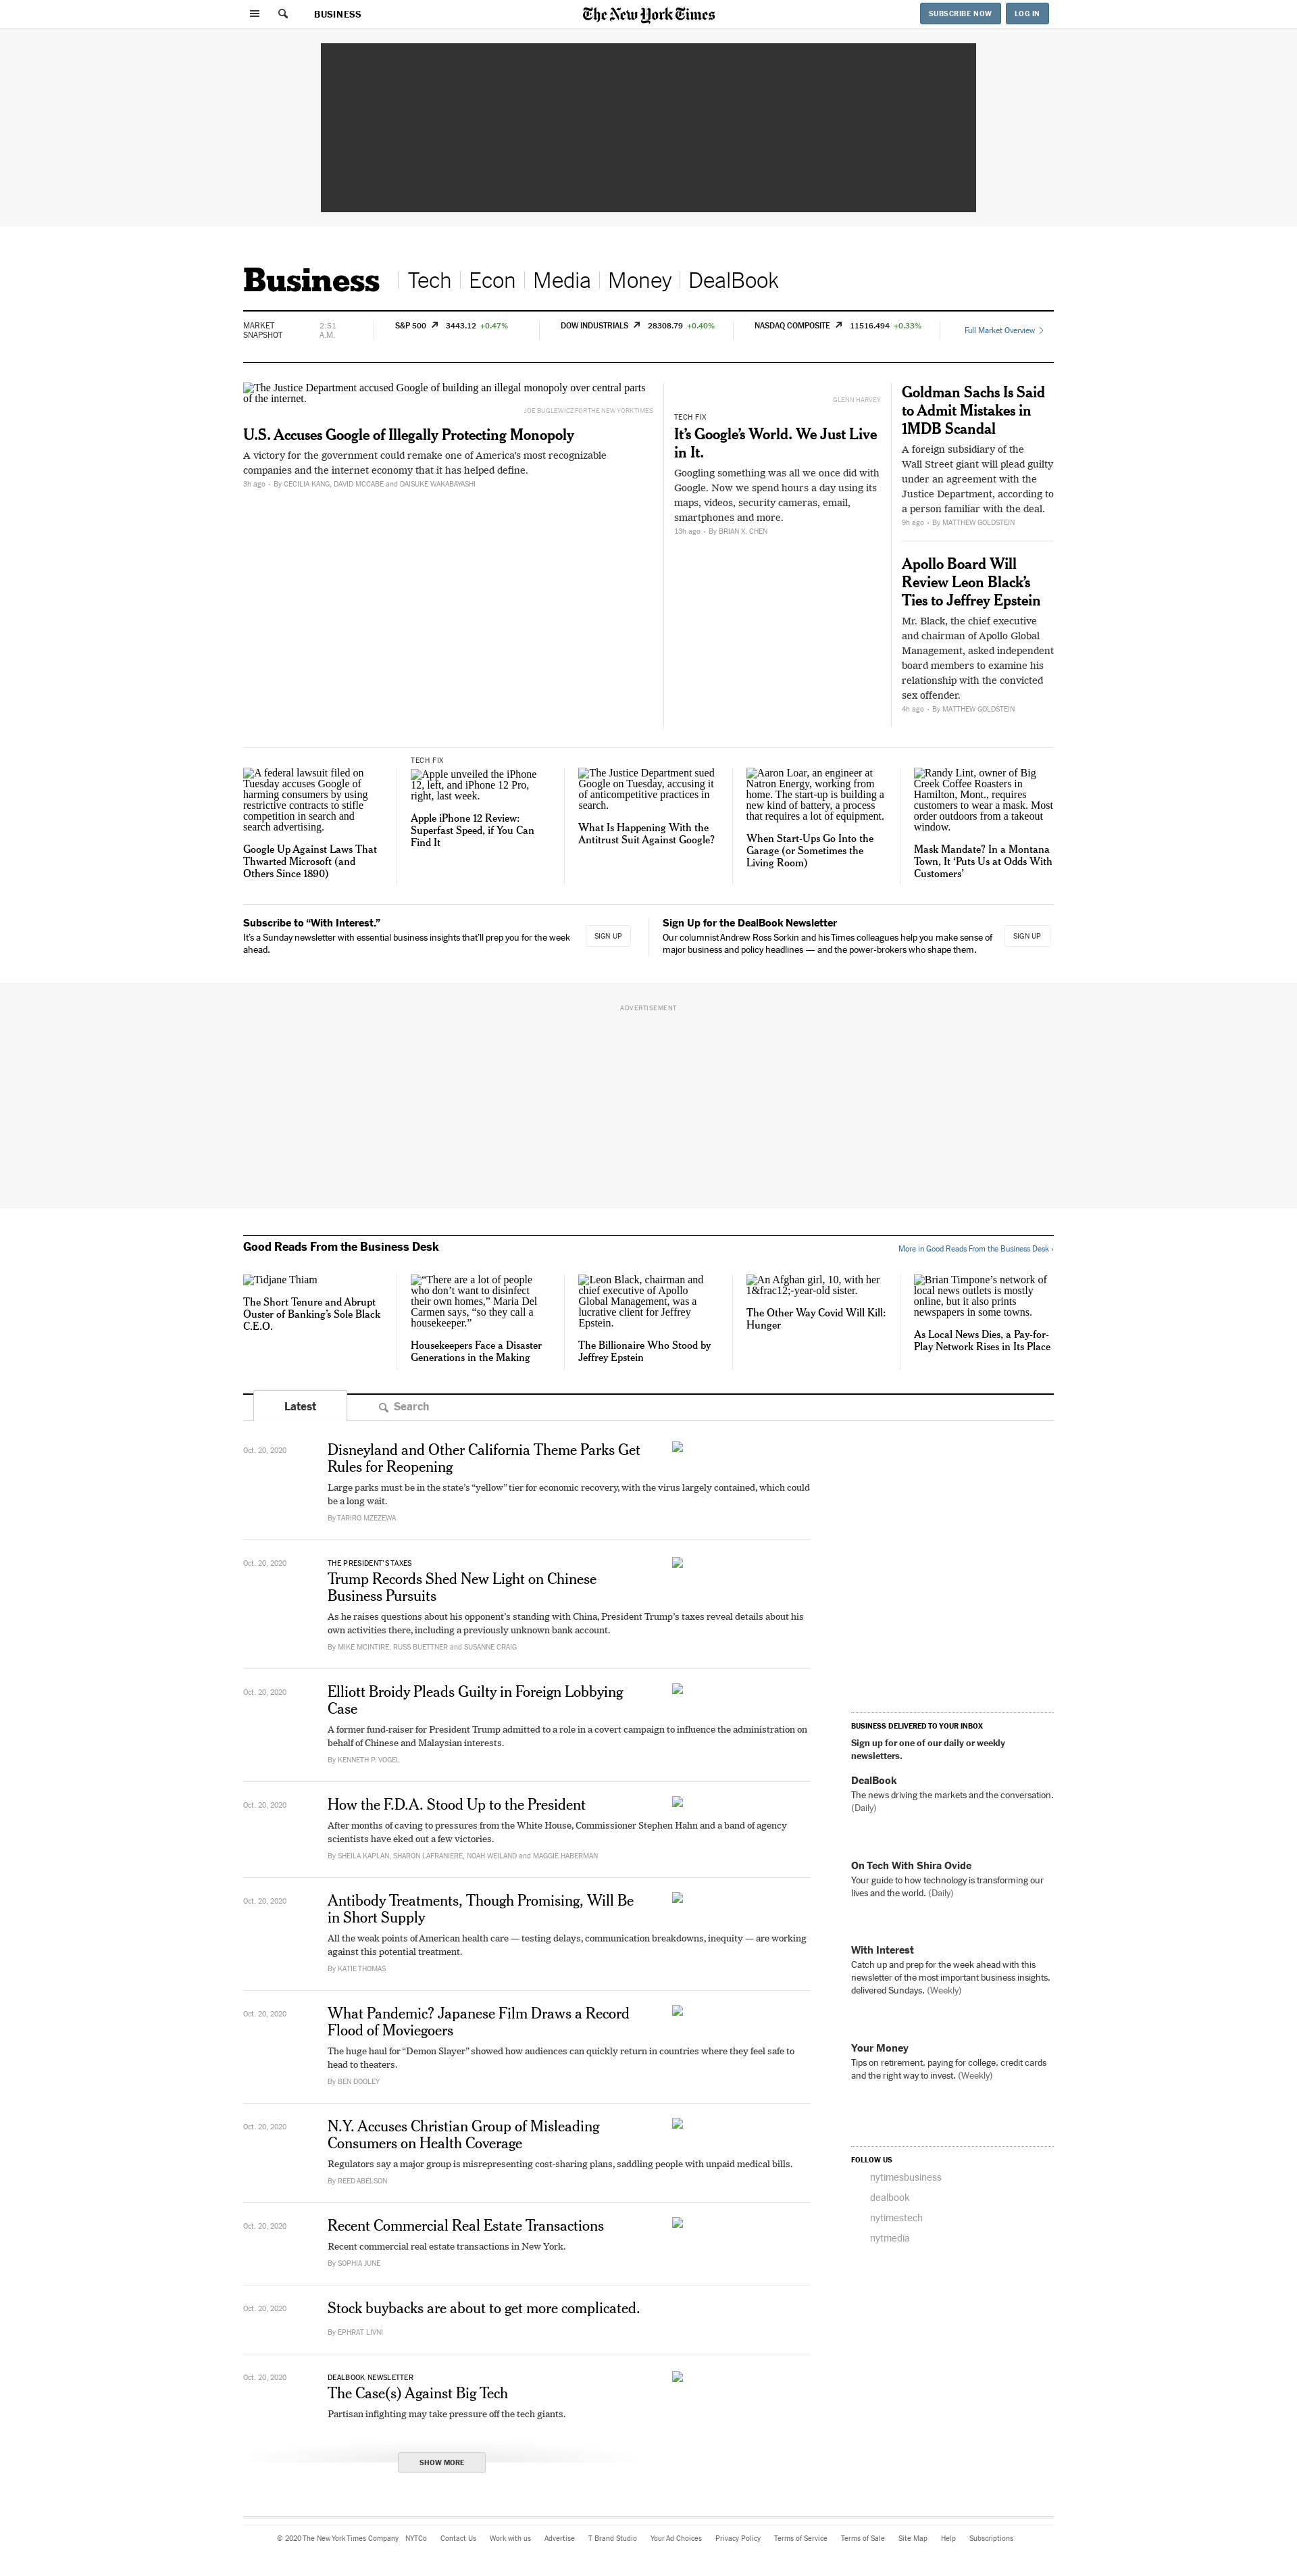 BUSINESS
The New York Times
SUBSCRIBE NOW
LOG IN
Business
Tech
Econ
Media
Money
DealBook
MARKET
SNAPSHOT
2:51
A.M.
S&P 500 3443.12 +0.47%
DOW INDUSTRIALS 28308.79 +0.40%
NASDAQ COMPOSITE 11516.494 +0.33%
Full Market Overview
The Justice Department accused Google of building an illegal monopoly over central parts
of the internet.
JOE BUGLEWICZ FOR THE NEW YORK TIMES
U.S. Accuses Google of Illegally Protecting Monopoly
A victory for the government could remake one of America's most recognizable
companies and the internet economy that it has helped define.
3h ago • By CECILIA KANG, DAVID MCCABE and DAISUKE WAKABAYASHI
GLENN HARVEY
TECH FIX
It’s Google’s World. We Just Live
in It.
Googling something was all we once did with
Google. Now we spend hours a day using its
maps, videos, security cameras, email,
smartphones and more.
13h ago • By BRIAN X. CHEN
Goldman Sachs Is Said
to Admit Mistakes in
1MDB Scandal
A foreign subsidiary of the
Wall Street giant will plead guilty
under an agreement with the
Justice Department, according to
a person familiar with the deal.
9h ago • By MATTHEW GOLDSTEIN
Apollo Board Will
Review Leon Black’s
Ties to Jeffrey Epstein
Mr. Black, the chief executive
and chairman of Apollo Global
Management, asked independent
board members to examine his
relationship with the convicted
sex offender.
4h ago • By MATTHEW GOLDSTEIN
A federal lawsuit filed on
Tuesday accuses Google of
harming consumers by using
restrictive contracts to stifle
competition in search and
search advertising.
Google Up Against Laws That
Thwarted Microsoft (and
Others Since 1890)
TECH FIX
Apple unveiled the iPhone
12, left, and iPhone 12 Pro,
right, last week.
Apple iPhone 12 Review:
Superfast Speed, if You Can
Find It
The Justice Department sued
Google on Tuesday, accusing it
of anticompetitive practices in
search.
What Is Happening With the
Antitrust Suit Against Google?
Aaron Loar, an engineer at
Natron Energy, working from
home. The start-up is building a
new kind of battery, a process
that requires a lot of equipment.
When Start-Ups Go Into the
Garage (or Sometimes the
Living Room)
Randy Lint, owner of Big
Creek Coffee Roasters in
Hamilton, Mont., requires
customers to wear a mask. Most
order outdoors from a takeout
window.
Mask Mandate? In a Montana
Town, It ‘Puts Us at Odds With
Customers’
Subscribe to “With Interest.”
It’s a Sunday newsletter with essential business insights that’ll prep you for the week
ahead.
SIGN UP
Sign Up for the DealBook Newsletter
Our columnist Andrew Ross Sorkin and his Times colleagues help you make sense of
major business and policy headlines — and the power-brokers who shape them.
SIGN UP
ADVERTISEMENT
Good Reads From the Business Desk
More in Good Reads From the Business Desk ›
Tidjane Thiam
The Short Tenure and Abrupt
Ouster of Banking’s Sole Black
C.E.O.
“There are a lot of people
who don’t want to disinfect
their own homes,” Maria Del
Carmen says, “so they call a
housekeeper.”
Housekeepers Face a Disaster
Generations in the Making
Leon Black, chairman and
chief executive of Apollo
Global Management, was a
lucrative client for Jeffrey
Epstein.
The Billionaire Who Stood by
Jeffrey Epstein
An Afghan girl, 10, with her
1&frac12;-year-old sister.
The Other Way Covid Will Kill:
Hunger
Brian Timpone’s network of
local news outlets is mostly
online, but it also prints
newspapers in some towns.
As Local News Dies, a Pay-for-
Play Network Rises in Its Place
Latest
Search
Oct. 20, 2020
Disneyland and Other California Theme Parks Get
Rules for Reopening
Large parks must be in the state’s “yellow” tier for economic recovery, with the virus largely contained, which could
be a long wait.
By TARIRO MZEZEWA
Oct. 20, 2020
THE PRESIDENT’S TAXES
Trump Records Shed New Light on Chinese
Business Pursuits
As he raises questions about his opponent’s standing with China, President Trump’s taxes reveal details about his
own activities there, including a previously unknown bank account.
By MIKE MCINTIRE, RUSS BUETTNER and SUSANNE CRAIG
Oct. 20, 2020
Elliott Broidy Pleads Guilty in Foreign Lobbying
Case
A former fund-raiser for President Trump admitted to a role in a covert campaign to influence the administration on
behalf of Chinese and Malaysian interests.
By KENNETH P. VOGEL
Oct. 20, 2020
How the F.D.A. Stood Up to the President
After months of caving to pressures from the White House, Commissioner Stephen Hahn and a band of agency
scientists have eked out a few victories.
By SHEILA KAPLAN, SHARON LAFRANIERE, NOAH WEILAND and MAGGIE HABERMAN
Oct. 20, 2020
Antibody Treatments, Though Promising, Will Be
in Short Supply
All the weak points of American health care — testing delays, communication breakdowns, inequity — are working
against this potential treatment.
By KATIE THOMAS
Oct. 20, 2020
What Pandemic? Japanese Film Draws a Record
Flood of Moviegoers
The huge haul for “Demon Slayer” showed how audiences can quickly return in countries where they feel safe to
head to theaters.
By BEN DOOLEY
Oct. 20, 2020
N.Y. Accuses Christian Group of Misleading
Consumers on Health Coverage
Regulators say a major group is misrepresenting cost-sharing plans, saddling people with unpaid medical bills.
By REED ABELSON
Oct. 20, 2020
Recent Commercial Real Estate Transactions
Recent commercial real estate transactions in New York.
By SOPHIA JUNE
Oct. 20, 2020
Stock buybacks are about to get more complicated.
By EPHRAT LIVNI
Oct. 20, 2020
DEALBOOK NEWSLETTER
The Case(s) Against Big Tech
Partisan infighting may take pressure off the tech giants.
SHOW MORE
BUSINESS DELIVERED TO YOUR INBOX
Sign up for one of our daily or weekly
newsletters.
DealBook
The news driving the markets and the conversation.
(Daily)
On Tech With Shira Ovide
Your guide to how technology is transforming our
lives and the world. (Daily)
With Interest
Catch up and prep for the week ahead with this
newsletter of the most important business insights,
delivered Sundays. (Weekly)
Your Money
Tips on retirement, paying for college, credit cards
and the right way to invest. (Weekly)
FOLLOW US
nytimesbusiness
dealbook
nytimestech
nytmedia
© 2020 The New York Times Company NYTCo Contact Us Work with us Advertise T Brand Studio Your Ad Choices Privacy Policy Terms of Service Terms of Sale Site Map Help Subscriptions